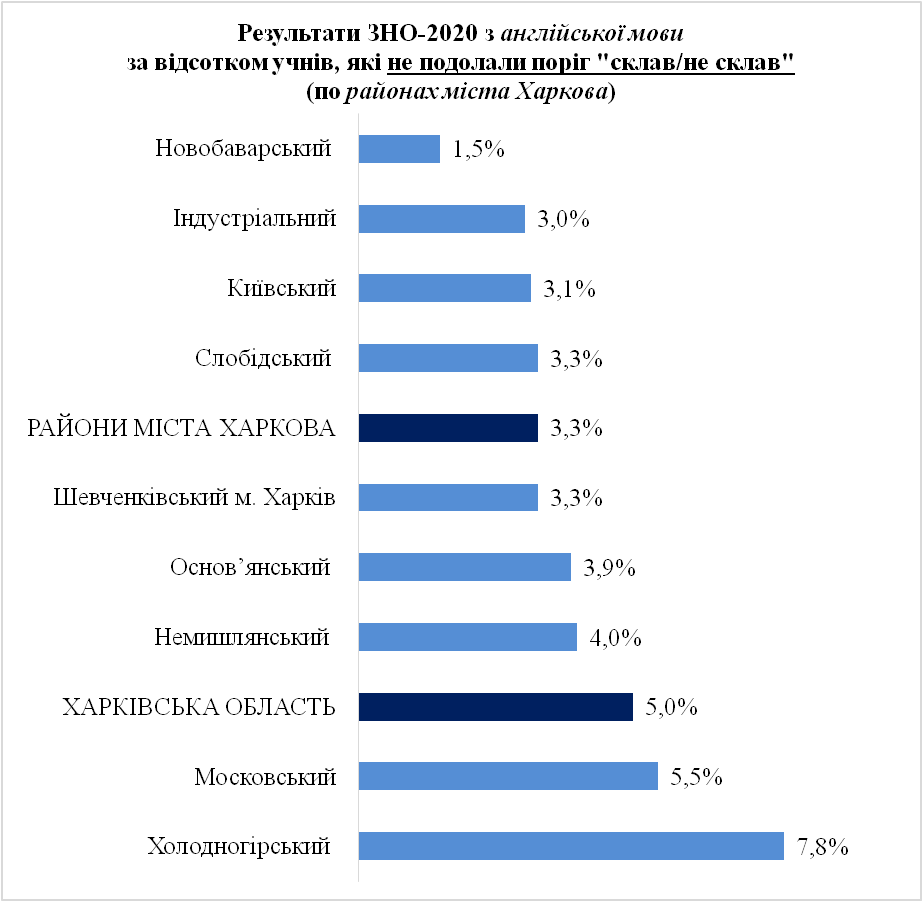 Результати ЗНО-2020 з англійської мови
за відсотком учнів, які не подолали поріг "склав/не склав"
(по районах міста Харкова)
Новобаварський 1,5%
Індустріальний 3,0%
Київський 3,1%
Слобідський 3,3%
РАЙОНИ МІСТА ХАРКОВА 3,3%
Шевченківський м. Харків 3,3%
Основ’янський 3,9%
Немишлянський 4,0%
ХАРКІВСЬКА ОБЛАСТЬ 5,0%
Московський 5,5%
Холодногірський 7,8%